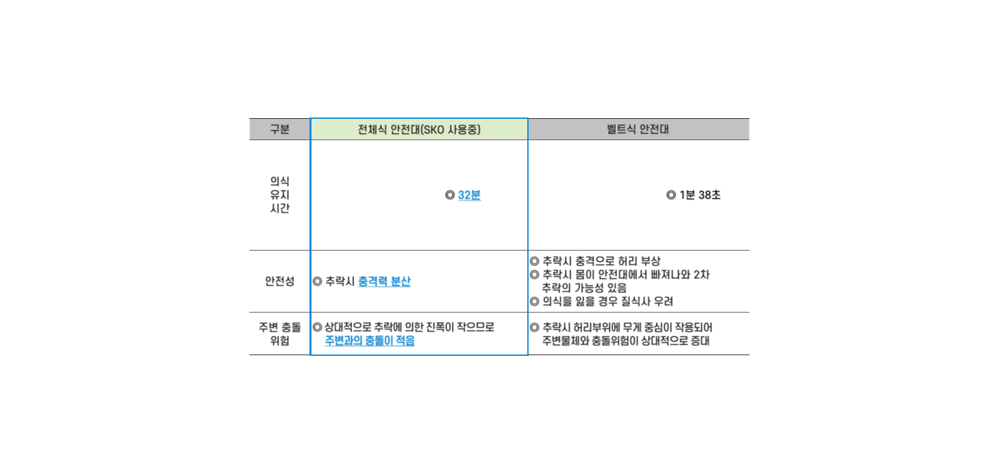 구분 전체식 안전대(SKO 사용중) 벨트식 안전대
의식
유지
시간
◎ 32분
◎ 1분 38초
안전성
◎ 추락시 충격력 분산
◎ 추락시 충격으로 허리 부상
◎ 추락시 몸이 안전대에서 빠져나와 2차
추락의 가능성 있음
◎ 의식을 잃을 경우 질식사 우려
주변 충돌
위험
◎ 상대적으로 추락에 의한 진폭이 작으므로
주변과의 충돌이 적음
◎ 추락시 허리부위에 무게 중심이 작용되어
주변물체와 충돌위험이 상대적으로 증대